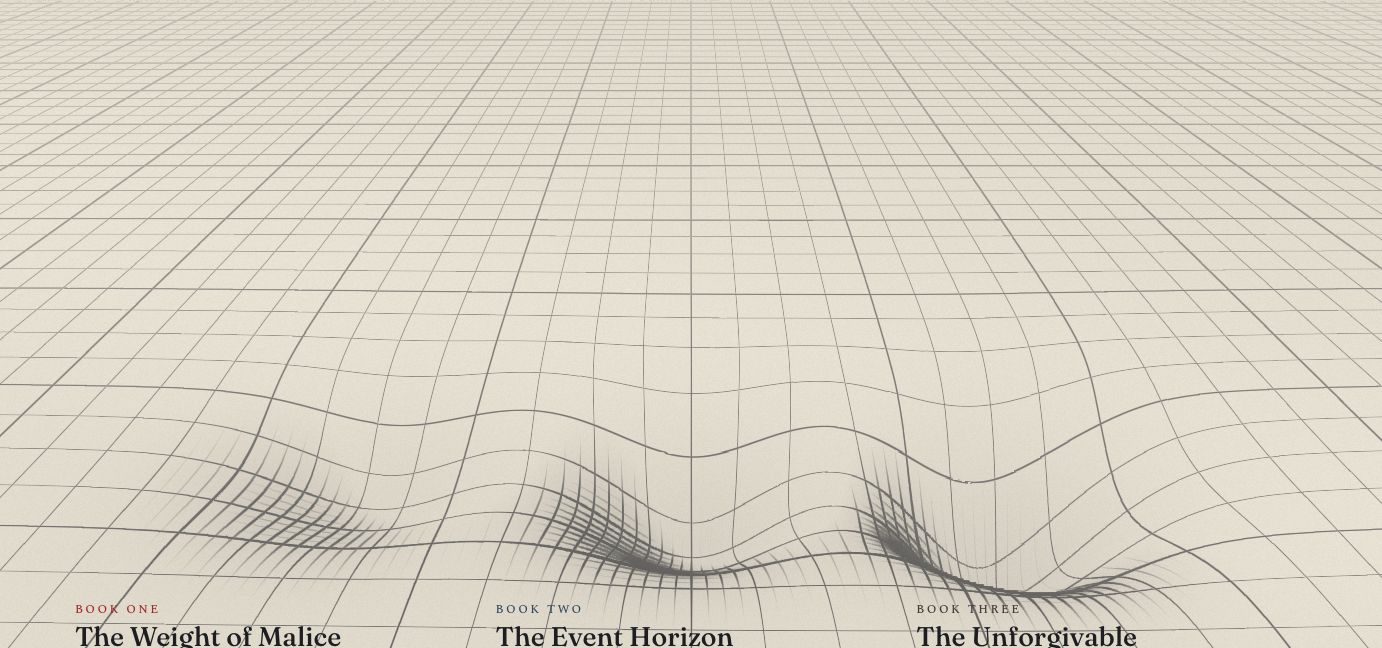 BOOK ONE
The Weight of Malice
BOOK TWO
The Event Horizon
BOOK THREE
The Unforgivable